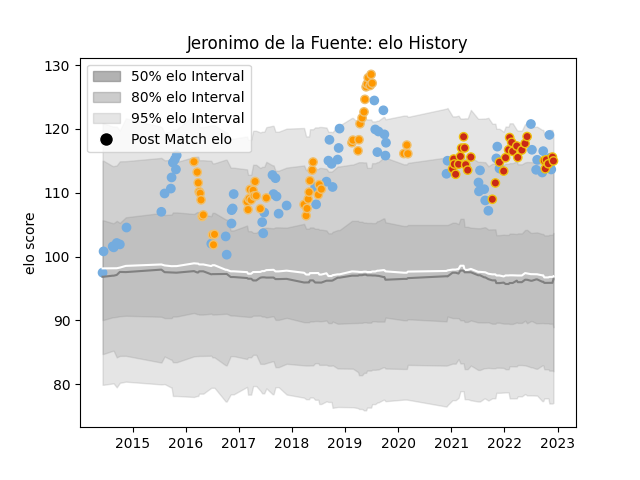 Jeronimo de la Fuente: elo History
50% elo Interval
80% elo Interval
95% elo Interval
Post Match elo
elo score
130
120
110
100
90
80
2015 2016 2017 2018 2019 2020 2021 2022 2023